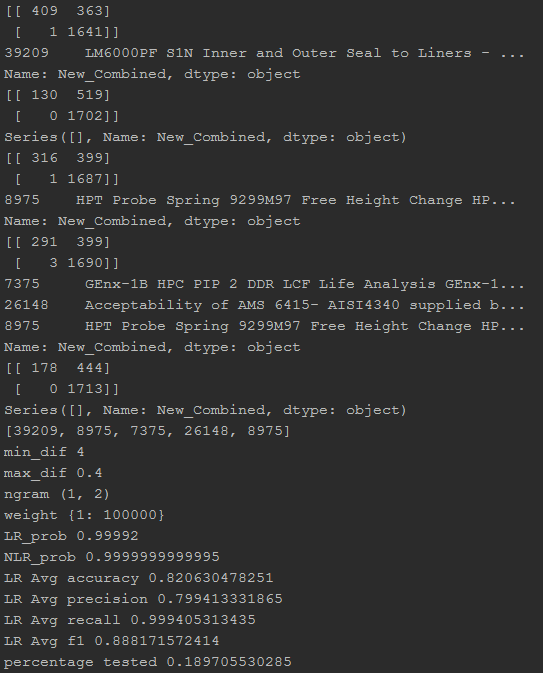 [[ 409  363]
 [   1 1641]]
39209    LM6000PF S1N Inner and Outer Seal to Liners - ...
Name: New_Combined, dtype: object
[[ 130  519]
 [   0 1702]]
Series([], Name: New_Combined, dtype: object)
[[ 316  399]
 [   1 1687]]
8975    HPT Probe Spring 9299M97 Free Height Change HP...
Name: New_Combined, dtype: object
[[ 291  399]
 [   3 1690]]
7375     GEnx-1B HPC PIP 2 DDR LCF Life Analysis GEnx-1...
26148    Acceptability of AMS 6415- AISI4340 supplied b...
8975     HPT Probe Spring 9299M97 Free Height Change HP...
Name: New_Combined, dtype: object
[[ 178  444]
 [   0 1713]]
Series([], Name: New_Combined, dtype: object)
[39209, 8975, 7375, 26148, 8975]
min_dif 4
max_dif 0.4
ngram (1, 2)
weight {1: 100000}
LR_prob 0.99992
NLR_prob 0.9999999999995
LR Avg accuracy 0.820630478251
LR Avg precision 0.799413331865
LR Avg recall 0.999405313435
LR Avg f1 0.888171572414
percentage tested 0.189705530285